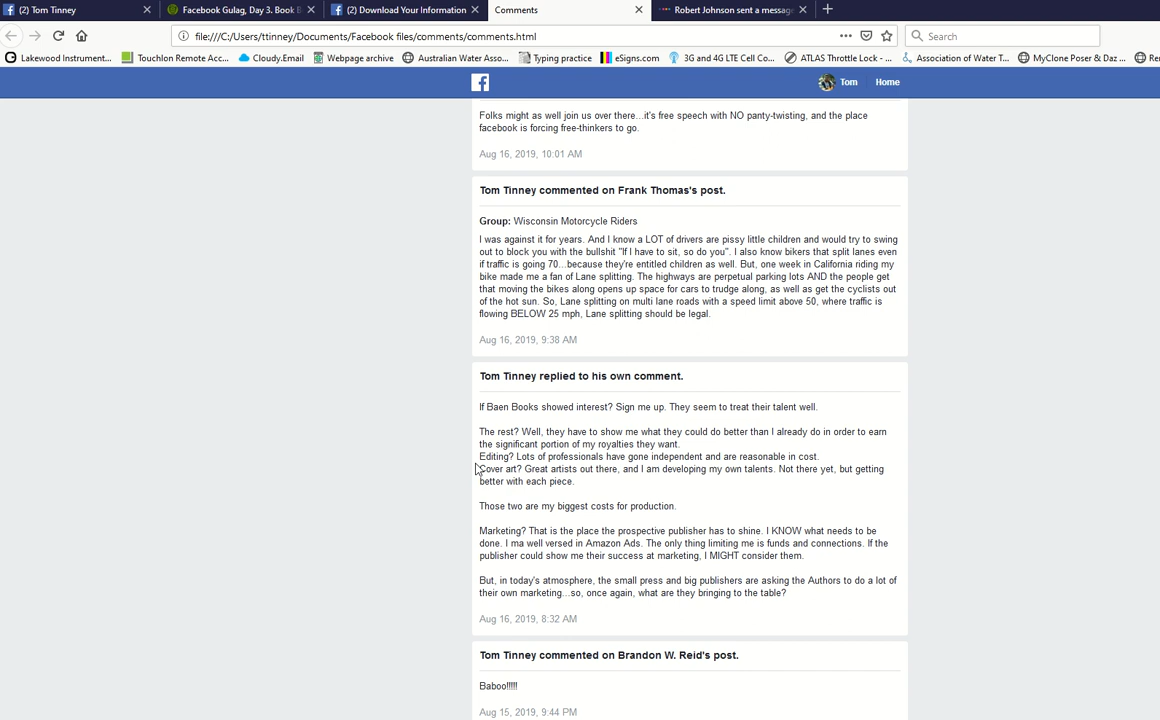 (2) Tom Tinney
Facebook Gulag, Day 3. Book B
(2) Download Your Information
Comments
Robert Johnson sent a message
file:///C:/Users/ttinney/Documents/Facebook files/comments/comments.html
Search
Lakewood Instrument...
Touchlon Remote Acc...
Cloudy.Email
Webpage archive
Australian Water Asso...
Typing practice
eSigns.com
3G and 4G LTE Cell Co...
ATLAS Throttle Lock - ...
Association of Water T...
MyClone Poser & Daz ...
Tom
Home
Folks might as well join us over there...it's free speech with NO panty-twisting, and the place
facebook is forcing free-thinkers to go.
Aug 16, 2019, 10:01 AM
Tom Tinney commented on Frank Thomas's post.
Group: Wisconsin Motorcycle Riders
I was against it for years. And I know a LOT of drivers are pissy little children and would try to swing
out to block you with the bullshit "If I have to sit, so do you". I also know bikers that split lanes even
if traffic is going 70...because they're entitled children as well. But, one week in California riding my
bike made me a fan of Lane splitting. The highways are perpetual parking lots AND the people get
that moving the bikes along opens up space for cars to trudge along, as well as get the cyclists out
of the hot sun. So, Lane splitting on multi lane roads with a speed limit above 50, where traffic is
flowing BELOW 25 mph, Lane splitting should be legal.
Aug 16, 2019, 9:38 AM
Tom Tinney replied to his own comment.
If Baen Books showed interest? Sign me up. They seem to treat their talent well.
The rest? Well, they have to show me what they could do better than I already do in order to earn
the significant portion of my royalties they want.
Editing? Lots of professionals have gone independent and are reasonable in cost.
Cover art? Great artists out there, and I am developing my own talents. Not there yet, but getting
better with each piece.
Those two are my biggest costs for production.
Marketing? That is the place the prospective publisher has to shine. I KNOW what needs to be
done. I ma well versed in Amazon Ads. The only thing limiting me is funds and connections. If the
publisher could show me their success at marketing, I MIGHT consider them.
But, in today's atmosphere, the small press and big publishers are asking the Authors to do a lot of
their own marketing...so, once again, what are they bringing to the table?
Aug 16, 2019, 8:32 AM
Tom Tinney commented on Brandon W. Reid's post.
Baboo!!!!!
Aug 15, 2019, 9:44 PM